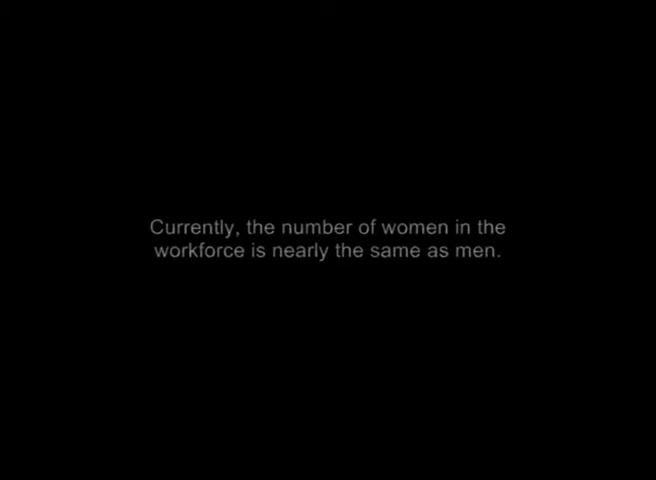 Currently, the number of women in the
workforce is nearly the same as men.